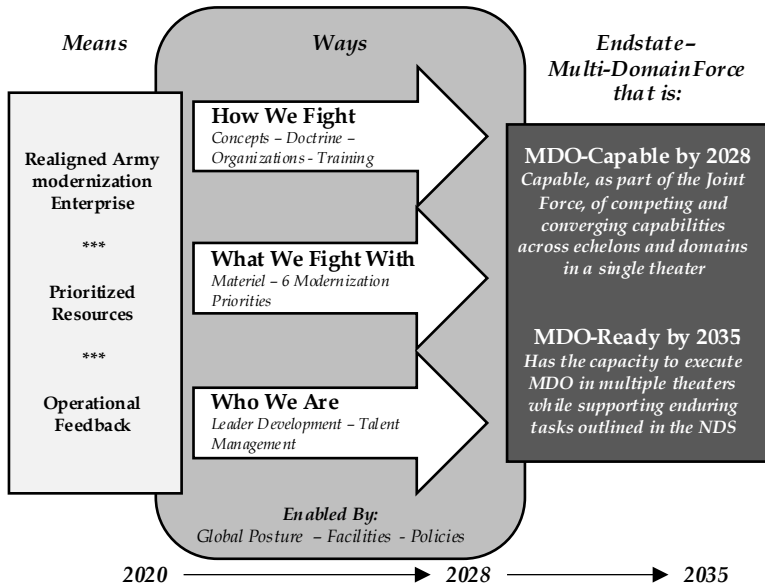 Means
Realigned Army
modernization
Enterprise
***
Prioritized
Resources
***
Operational
Feedback
Ways
How We Fight
Concepts – Doctrine –
Organizations - Training
What We Fight With
Materiel – 6 Modernization
Priorities
Who We Are
Leader Development – Talent
Management
Enabled By:
Global Posture – Facilities - Policies
Endstate –
Multi-Domain Force
that is:
MDO-Capable by 2028
Capable, as part of the Joint
Force, of competing and
converging capabilities
across echelons and domains
in a single theater
MDO-Ready by 2035
Has the capacity to execute
MDO in multiple theaters
while supporting enduring
tasks outlined in the NDS
2020 2028 2035